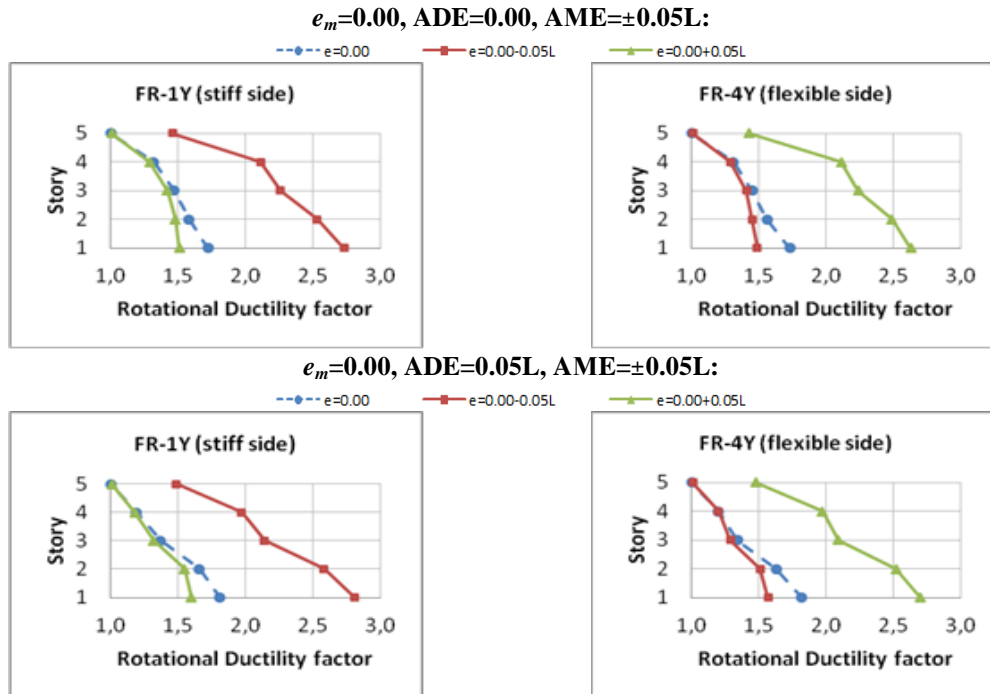 e_m=0.00, ADE=0.00, AME=±0.05L:
e=0.00 e=0.00-0.05L e=0.00+0.05L
FR-1Y (stiff side)
5
4
3
2
1
Story
1,0 1,5 2,0 2,5 3,0
Rotational Ductility factor
FR-4Y (flexible side)
5
4
3
2
1
Story
1,0 1,5 2,0 2,5 3,0
Rotational Ductility factor
e_m=0.00, ADE=0.05L, AME=±0.05L:
e=0.00 e=0.00-0.05L e=0.00+0.05L
FR-1Y (stiff side)
5
4
3
2
1
Story
1,0 1,5 2,0 2,5 3,0
Rotational Ductility factor
FR-4Y (flexible side)
5
4
3
2
1
Story
1,0 1,5 2,0 2,5 3,0
Rotational Ductility factor